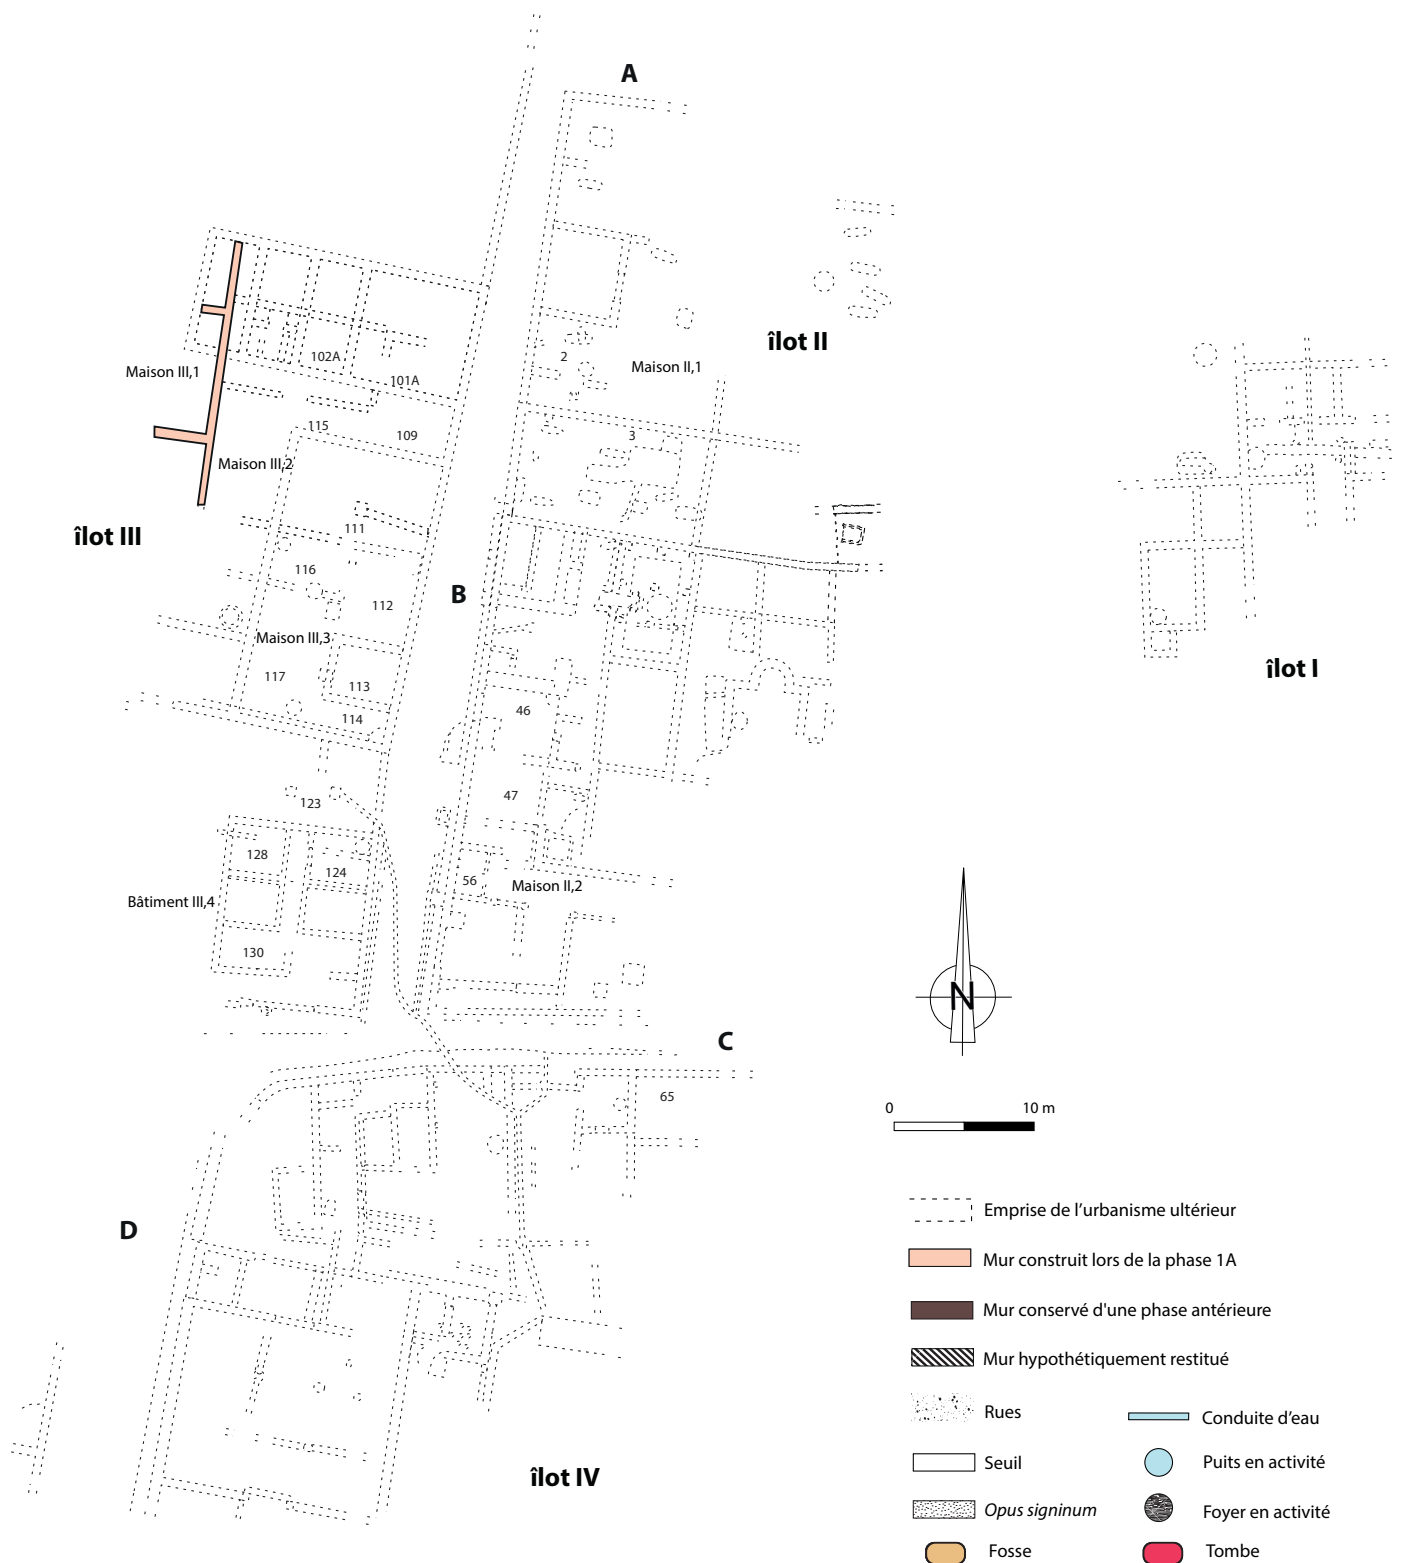 A
îlot II
102A
2
Maison II,1
Maison III,1
101A
115
109
3
Maison III,2
îlot III
111
116
B
112
Maison III,3
îlot I
117
113
46
114
47
123
128
124
56
Maison II,2
Bâtiment III,4
130
N
C
65
0 10 m
D
Emprise de l’urbanisme ultérieur
Mur construit lors de la phase 1A
Mur conservé d'une phase antérieure
Mur hypothétiquement restitué
Rues
Conduite d’eau
Seuil
Puits en activité
îlot IV
Opus signinum
Foyer en activité
Fosse
Tombe